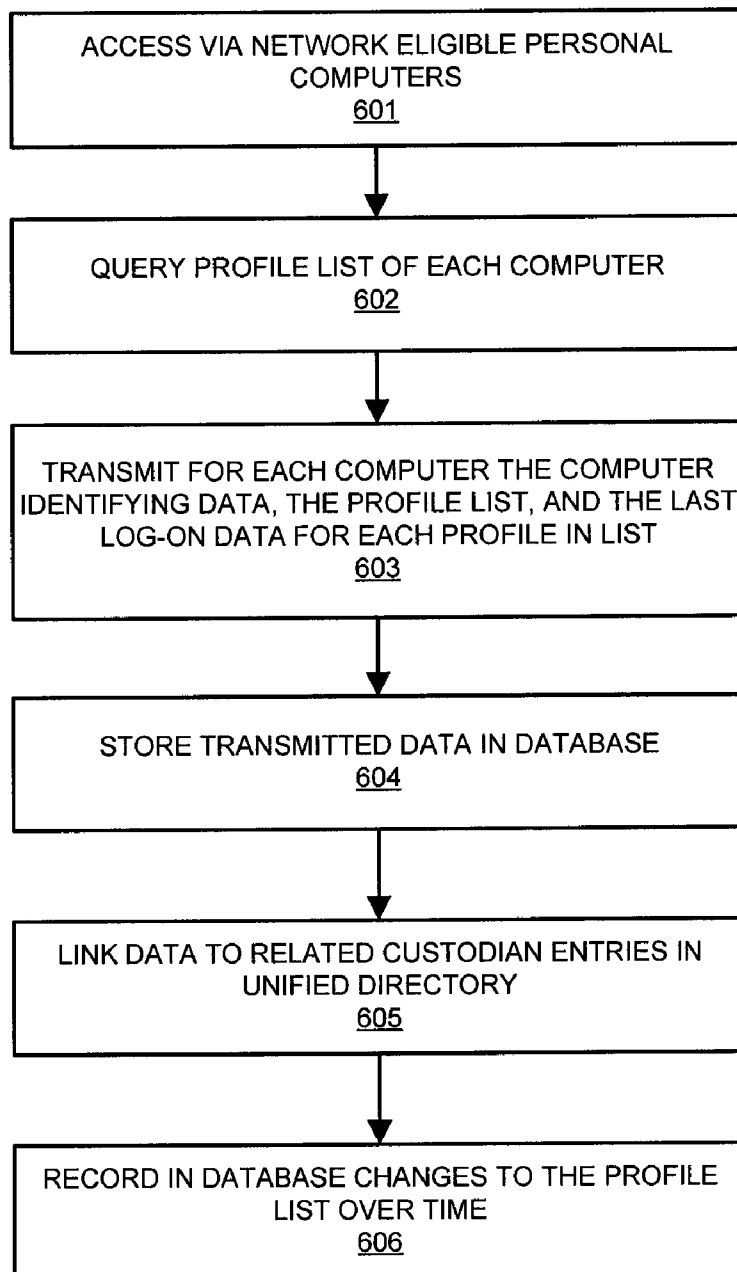 ACCESS VIA NETWORK ELIGIBLE PERSONAL
COMPUTERS
601
QUERY PROFILE LIST OF EACH COMPUTER
602
TRANSMIT FOR EACH COMPUTER THE COMPUTER
IDENTIFYING DATA, THE PROFILE LIST, AND THE LAST
LOG-ON DATA FOR EACH PROFILE IN LIST
603
STORE TRANSMITTED DATA IN DATABASE
604
LINK DATA TO RELATED CUSTODIAN ENTRIES IN
UNIFIED DIRECTORY
605
RECORD IN DATABASE CHANGES TO THE PROFILE
LIST OVER TIME
606